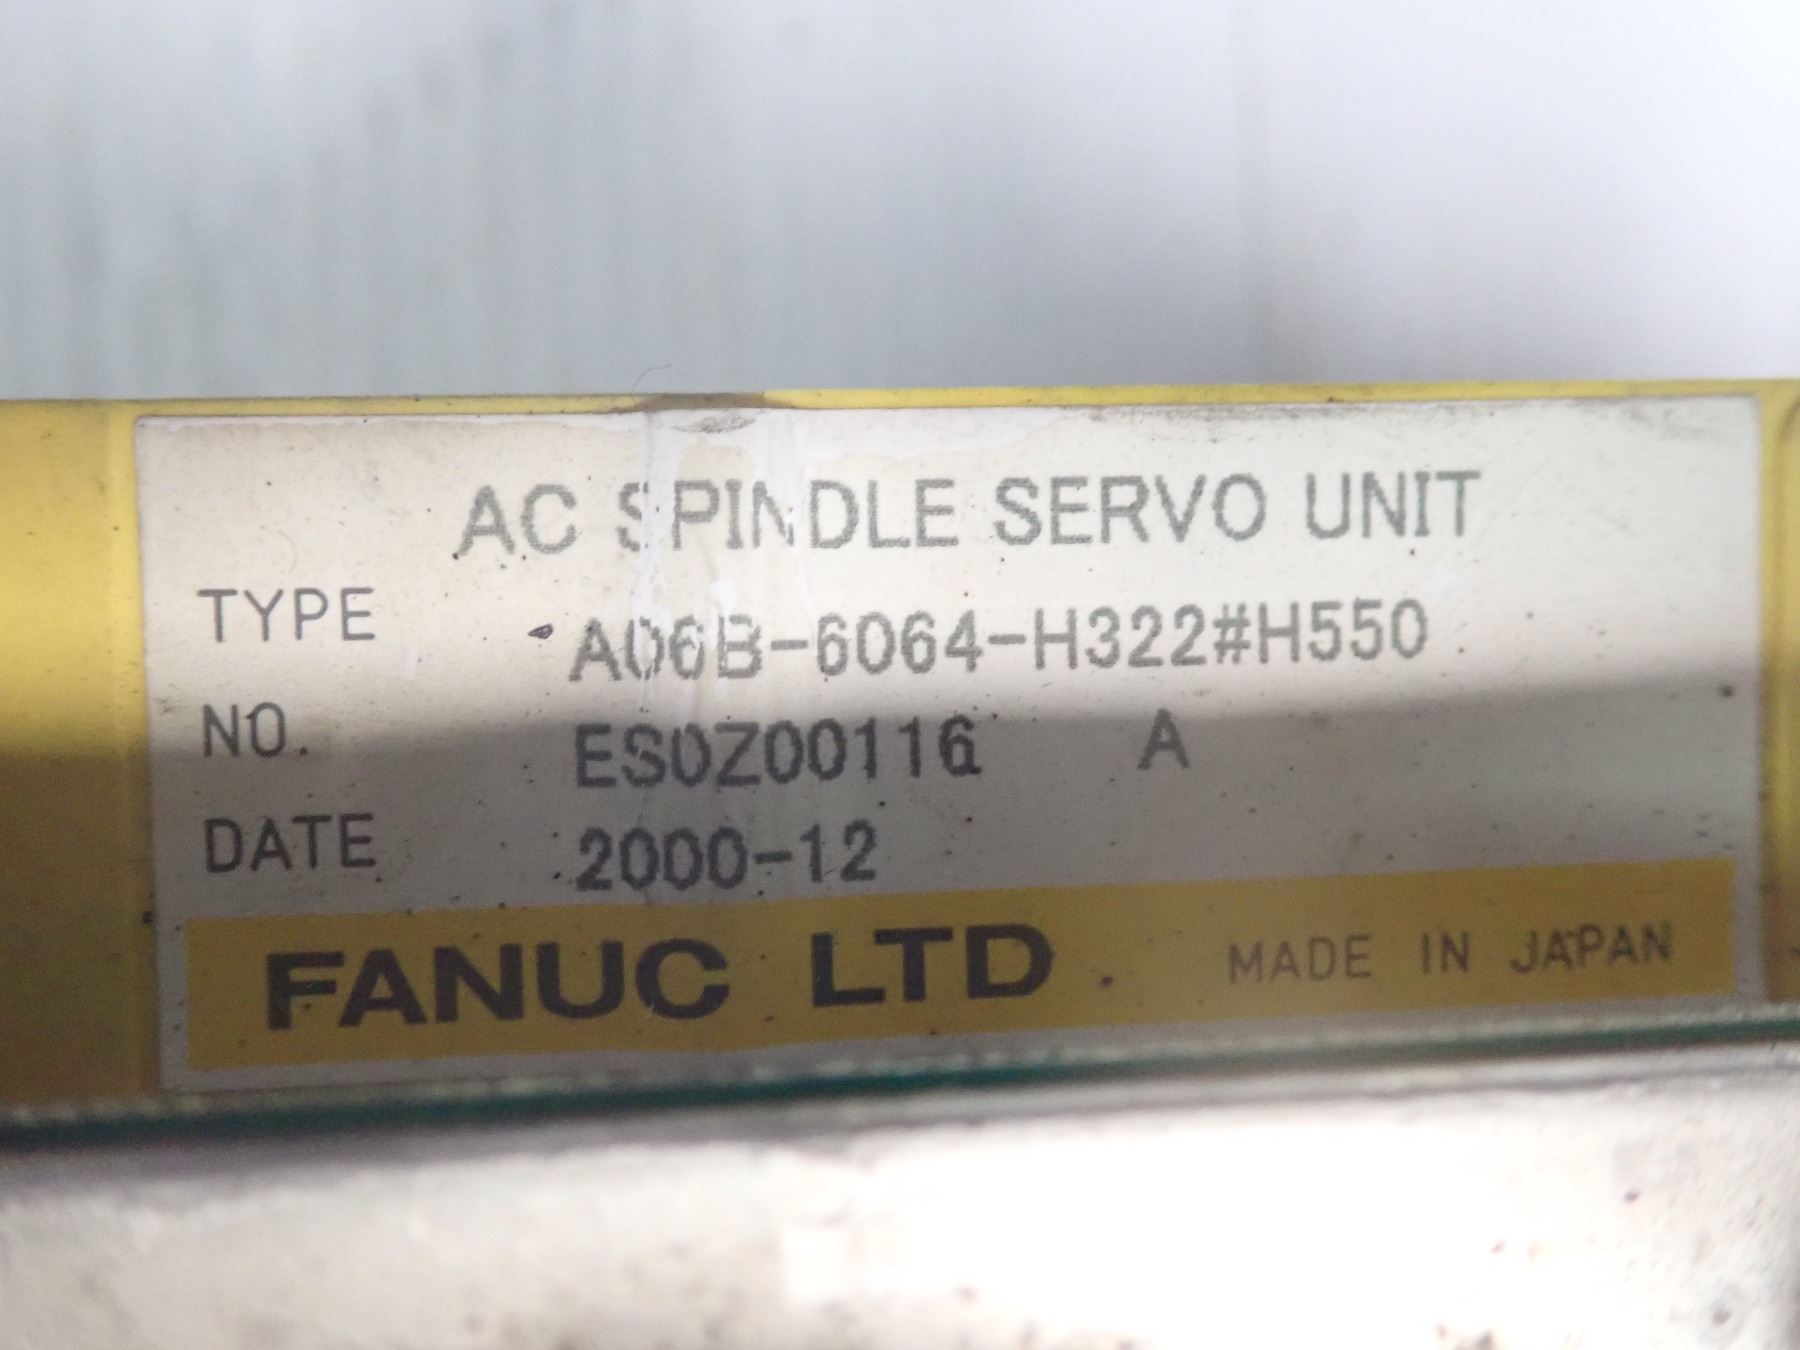 AC SPINDLE SERVO UNIT
TYPE A06B-6064-H322#H550
NO. ES0Z00116 A
DATE 2000-12
FANUC LTD MADE IN JAPAN